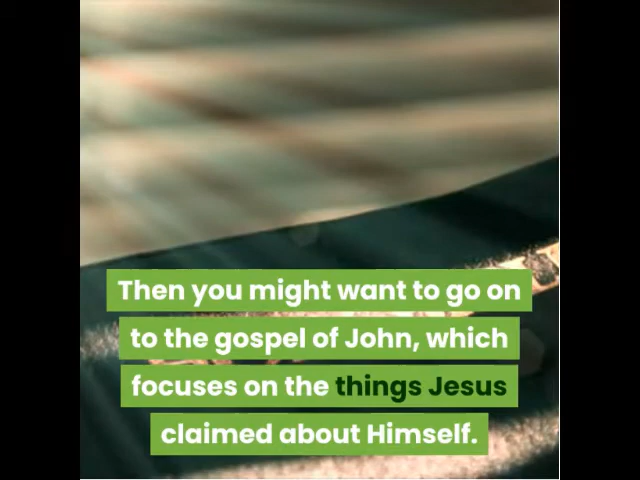 Then you might want to go on
to the gospel of John, which
focuses on the things Jesus
claimed about Himself.